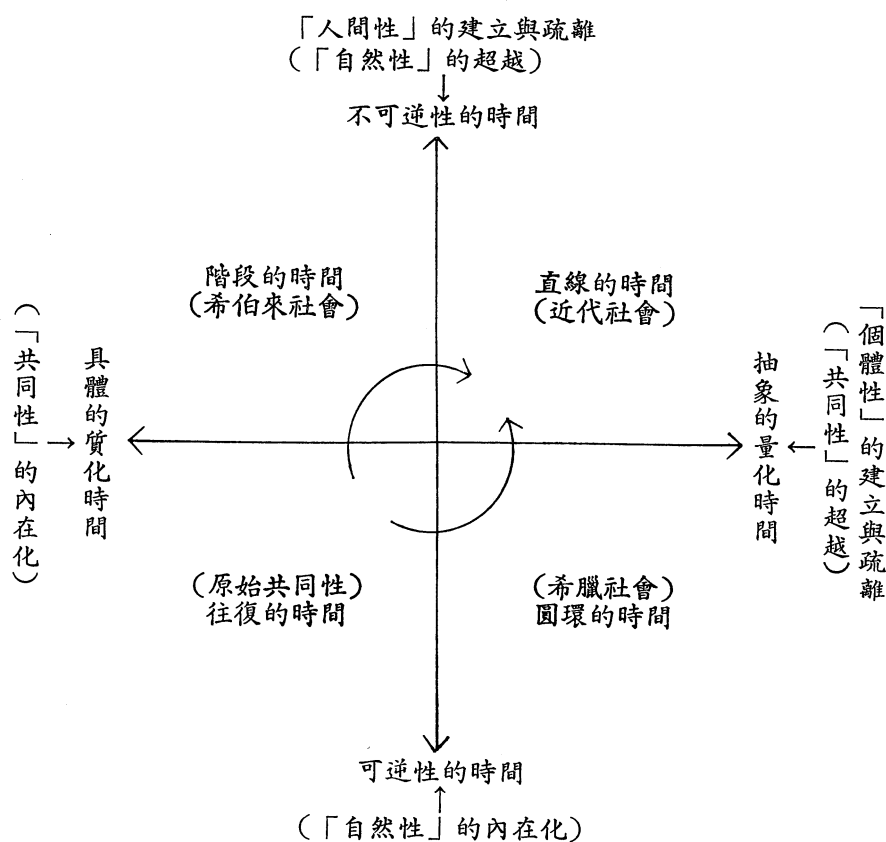 「人間性」的建立與疏離
(「自然性」的超越)
↓
不可逆性的時間
階段的時間
(希伯來社會)
直線的時間
(近代社會)
(「共同性」的內在化)
→
具體的質化時間
抽象的量化時間
←
「個體性」的建立與疏離
(「共同性」的超越)
(原始共同性)
往復的時間
(希臘社會)
圓環的時間
可逆性的時間
↑
(「自然性」的內在化)